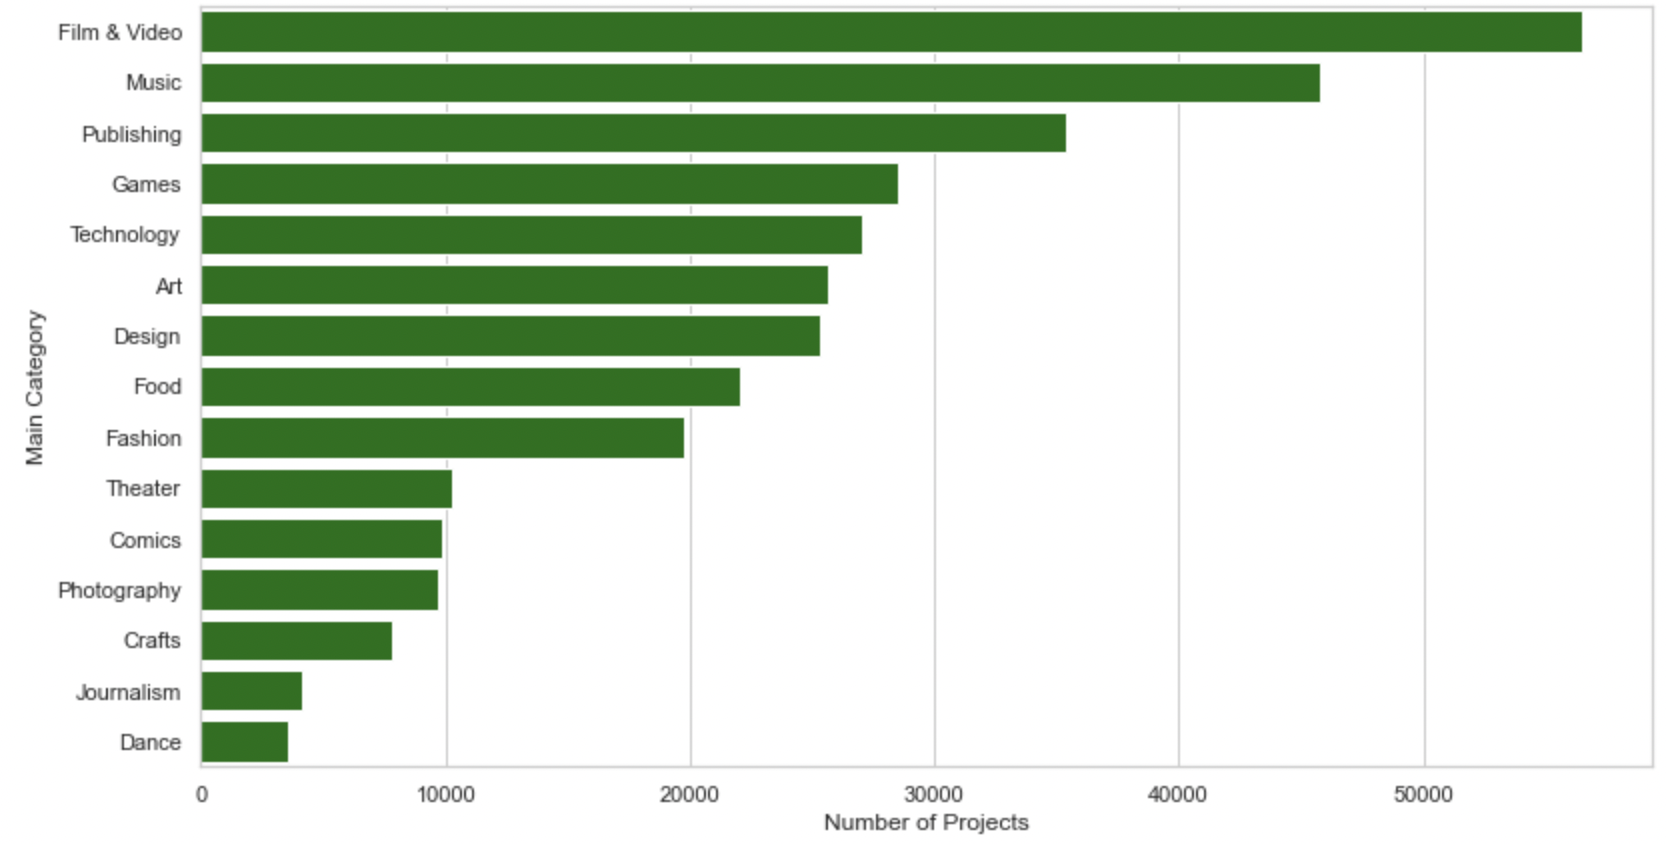 Film & Video
Music
Publishing
Games
Technology
Art
Design
Food
Fashion
Theater
Comics
Photography
Crafts
Journalism
Dance
Main Category
0 10000 20000 30000 40000 50000
Number of Projects